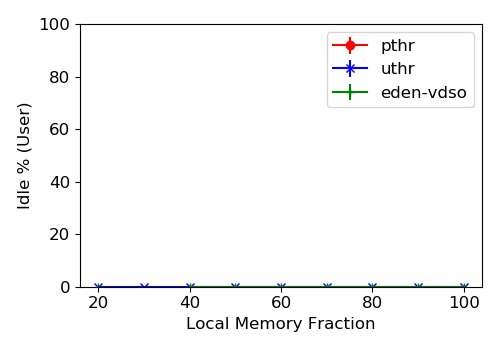 100
80
60
40
20
0
Idle % (User)
pthr
uthr
eden-vdso
20 40 60 80 100
Local Memory Fraction